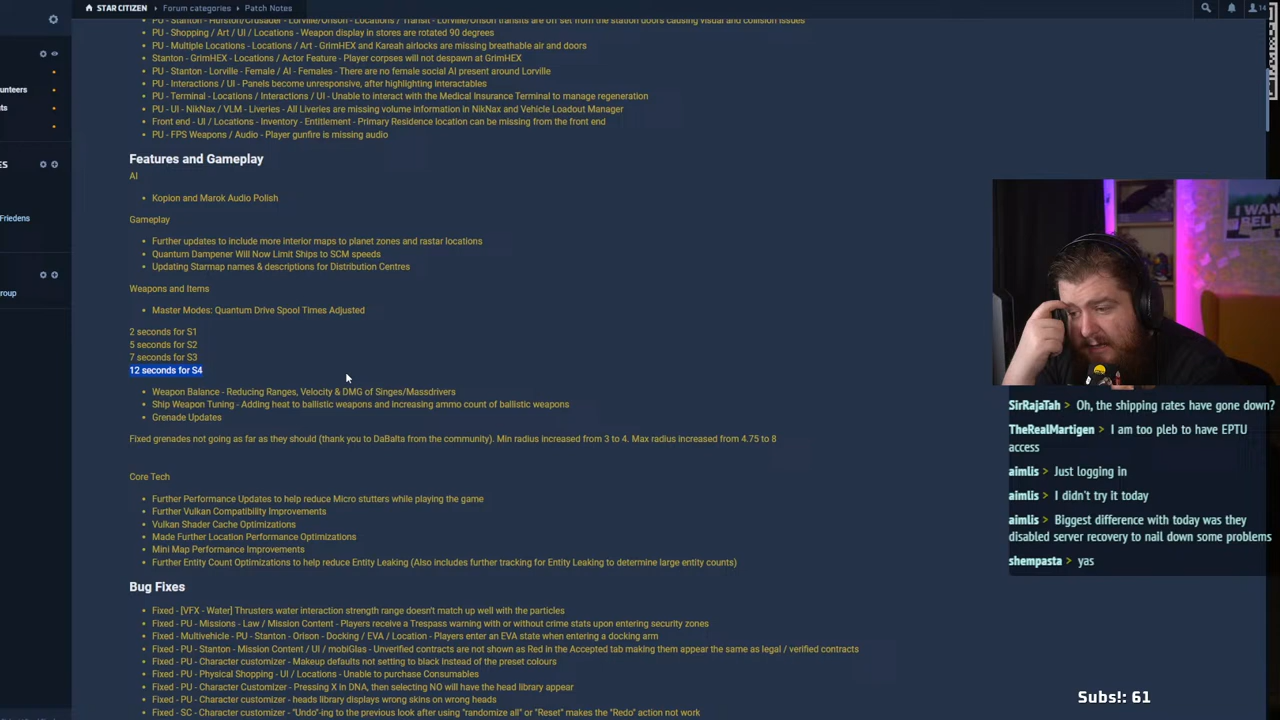 STAR CITIZEN
Forum categories
Patch Notes
14
PU - Stanton - Hurston/Crusader - Lorville/Orison - Locations / Transit - Lorville/Orison transits are off set from the station doors causing visual and collision issues
PU - Shopping / Art / UI / Locations - Weapon display in stores are rotated 90 degrees
PU - Multiple Locations - Locations / Art - GrimHEX and Kareah airlocks are missing breathable air and doors
Stanton - GrimHEX - Locations / Actor Feature - Player corpses will not despawn at GrimHEX
PU - Stanton - Lorville - Female / AI - Females - There are no female social AI present around Lorville
PU - Interactions / UI - Panels become unresponsive, after highlighting interactables
PU - Terminal - Locations / Interactions / UI - Unable to interact with the Medical Insurance Terminal to manage regeneration
PU - UI - NikNax / VLM - Liveries - All Liveries are missing volume information in NikNax and Vehicle Loadout Manager
Front end - UI / Locations - Inventory - Entitlement - Primary Residence location can be missing from the front end
PU - FPS Weapons / Audio - Player gunfire is missing audio
unteers
ts
ES
Friedens
roup
Features and Gameplay
AI
Kopion and Marok Audio Polish
Gameplay
Further updates to include more interior maps to planet zones and rastar locations
Quantum Dampener Will Now Limit Ships to SCM speeds
Updating Starmap names & descriptions for Distribution Centres
Weapons and Items
Master Modes: Quantum Drive Spool Times Adjusted
2 seconds for S1
5 seconds for S2
7 seconds for S3
12 seconds for S4
Weapon Balance - Reducing Ranges, Velocity & DMG of Singes/Massdrivers
Ship Weapon Tuning - Adding heat to ballistic weapons and increasing ammo count of ballistic weapons
Grenade Updates
Fixed grenades not going as far as they should (thank you to DaBalta from the community). Min radius increased from 3 to 4. Max radius increased from 4.75 to 8
Core Tech
Further Performance Updates to help reduce Micro stutters while playing the game
Further Vulkan Compatibility Improvements
Vulkan Shader Cache Optimizations
Made Further Location Performance Optimizations
Mini Map Performance Improvements
Further Entity Count Optimizations to help reduce Entity Leaking (Also includes further tracking for Entity Leaking to determine large entity counts)
Bug Fixes
Fixed - [VFX - Water] Thrusters water interaction strength range doesn't match up well with the particles
Fixed - PU - Missions - Law / Mission Content - Players receive a Trespass warning with or without crime stats upon entering security zones
Fixed - Multivehicle - PU - Stanton - Orison - Docking / EVA / Location - Players enter an EVA state when entering a docking arm
Fixed - PU - Stanton - Mission Content / UI / mobiGlas - Unverified contracts are not shown as Red in the Accepted tab making them appear the same as legal / verified contracts
Fixed - PU - Character customizer - Makeup defaults not setting to black instead of the preset colours
Fixed - PU - Physical Shopping - UI / Locations - Unable to purchase Consumables
Fixed - PU - Character Customizer - Pressing X in DNA, then selecting NO will have the head library appear
Fixed - PU - Character customizer - heads library displays wrong skins on wrong heads
Fixed - SC - Character customizer - "Undo"-ing to the previous look after using "randomize all" or "Reset" makes the "Redo" action not work
I WAN
BELI
SirRajaTah > Oh, the shipping rates have gone down?
TheRealMartigen > I am too pleb to have EPTU
access
aimlis > Just logging in
aimlis > I didn't try it today
aimlis > Biggest difference with today was they
disabled server recovery to nail down some problems
shempasta > yas
Subs!: 61